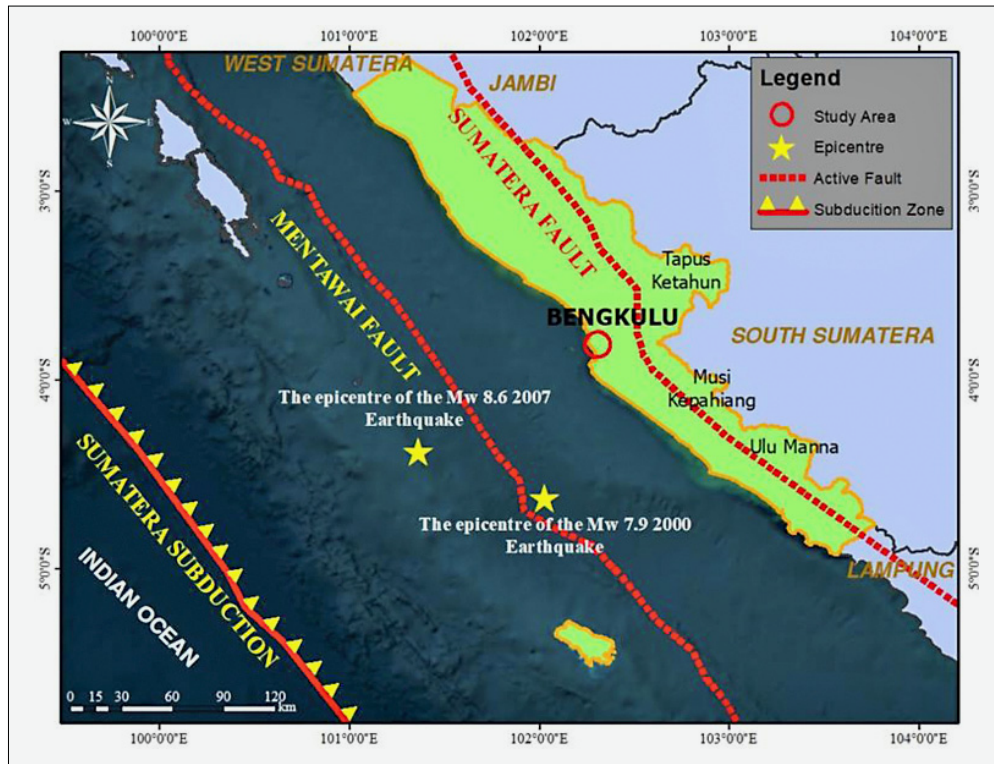 100°0'0"E 101°0'0"E 102°0'0"E 103°0'0"E 104°0'0"E
WEST SUMATERA
JAMBI
N
W E
S
Legend
Study Area
Epicentre
Active Fault
Subducition Zone
3°0'0"S
3°0'0"S
SUMATERA FAULT
MENTAWAI FAULT
Tapus
Ketahun
BENGKULU
SOUTH SUMATERA
4°0'0"S
4°0'0"S
Musi
Kepahiang
The epicentre of the Mw 8.6 2007
Earthquake
Ulu Manna
SUMATERA SUBDUCTION
The epicentre of the Mw 7.9 2000
Earthquake
5°0'0"S
5°0'0"S
LAMPUNG
INDIAN OCEAN
0 15 30 60 90 120
km
100°0'0"E 101°0'0"E 102°0'0"E 103°0'0"E 104°0'0"E